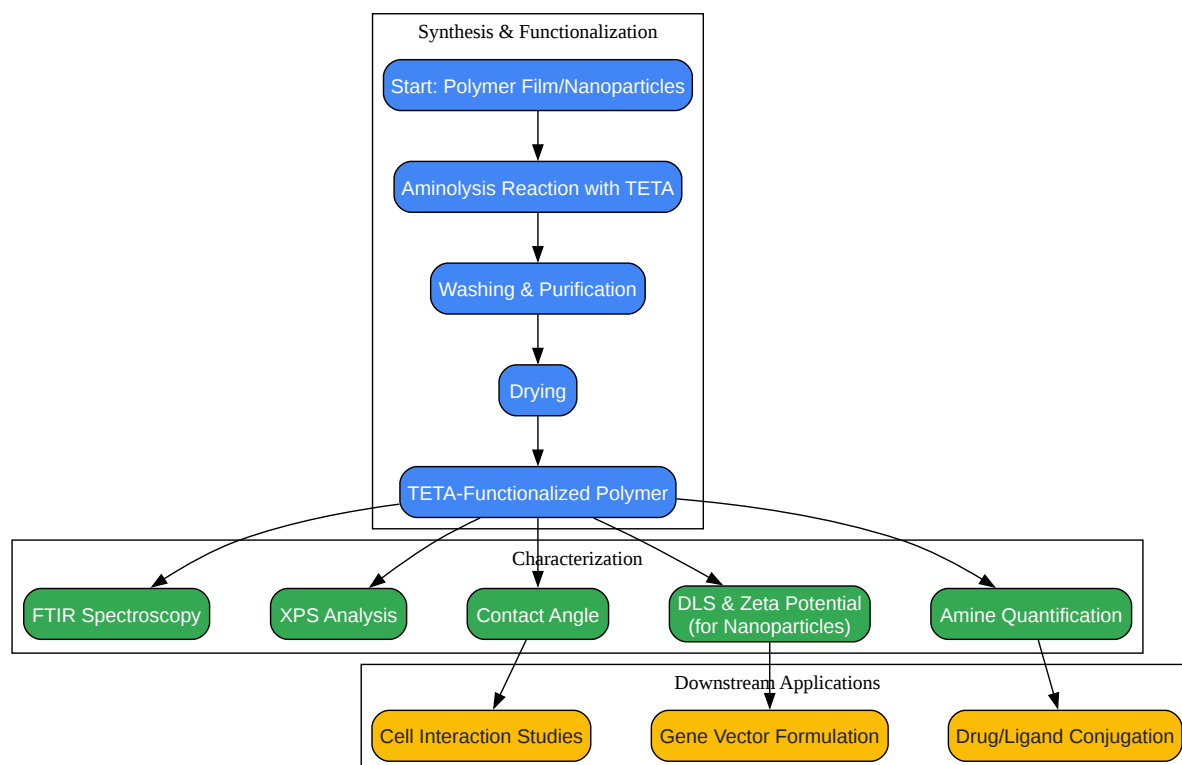 Synthesis & Functionalization
Start: Polymer Film/Nanoparticles
Aminolysis Reaction with TETA
Washing & Purification
Drying
TETA-Functionalized Polymer
Characterization
FTIR Spectroscopy
XPS Analysis
Contact Angle
DLS & Zeta Potential
(for Nanoparticles)
Amine Quantification
Downstream Applications
Cell Interaction Studies
Gene Vector Formulation
Drug/Ligand Conjugation